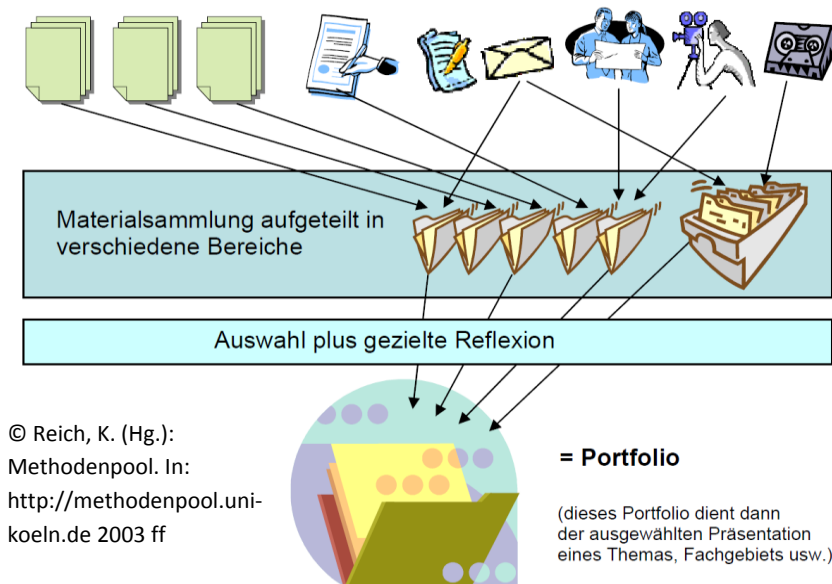 Materialsammlung aufgeteilt in
verschiedene Bereiche
Auswahl plus gezielte Reflexion
© Reich, K. (Hg.):
Methodenpool. In:
http://methodenpool.uni-
koeln.de 2003 ff
= Portfolio
(dieses Portfolio dient dann
der ausgewählten Präsentation
eines Themas, Fachgebiets usw.)